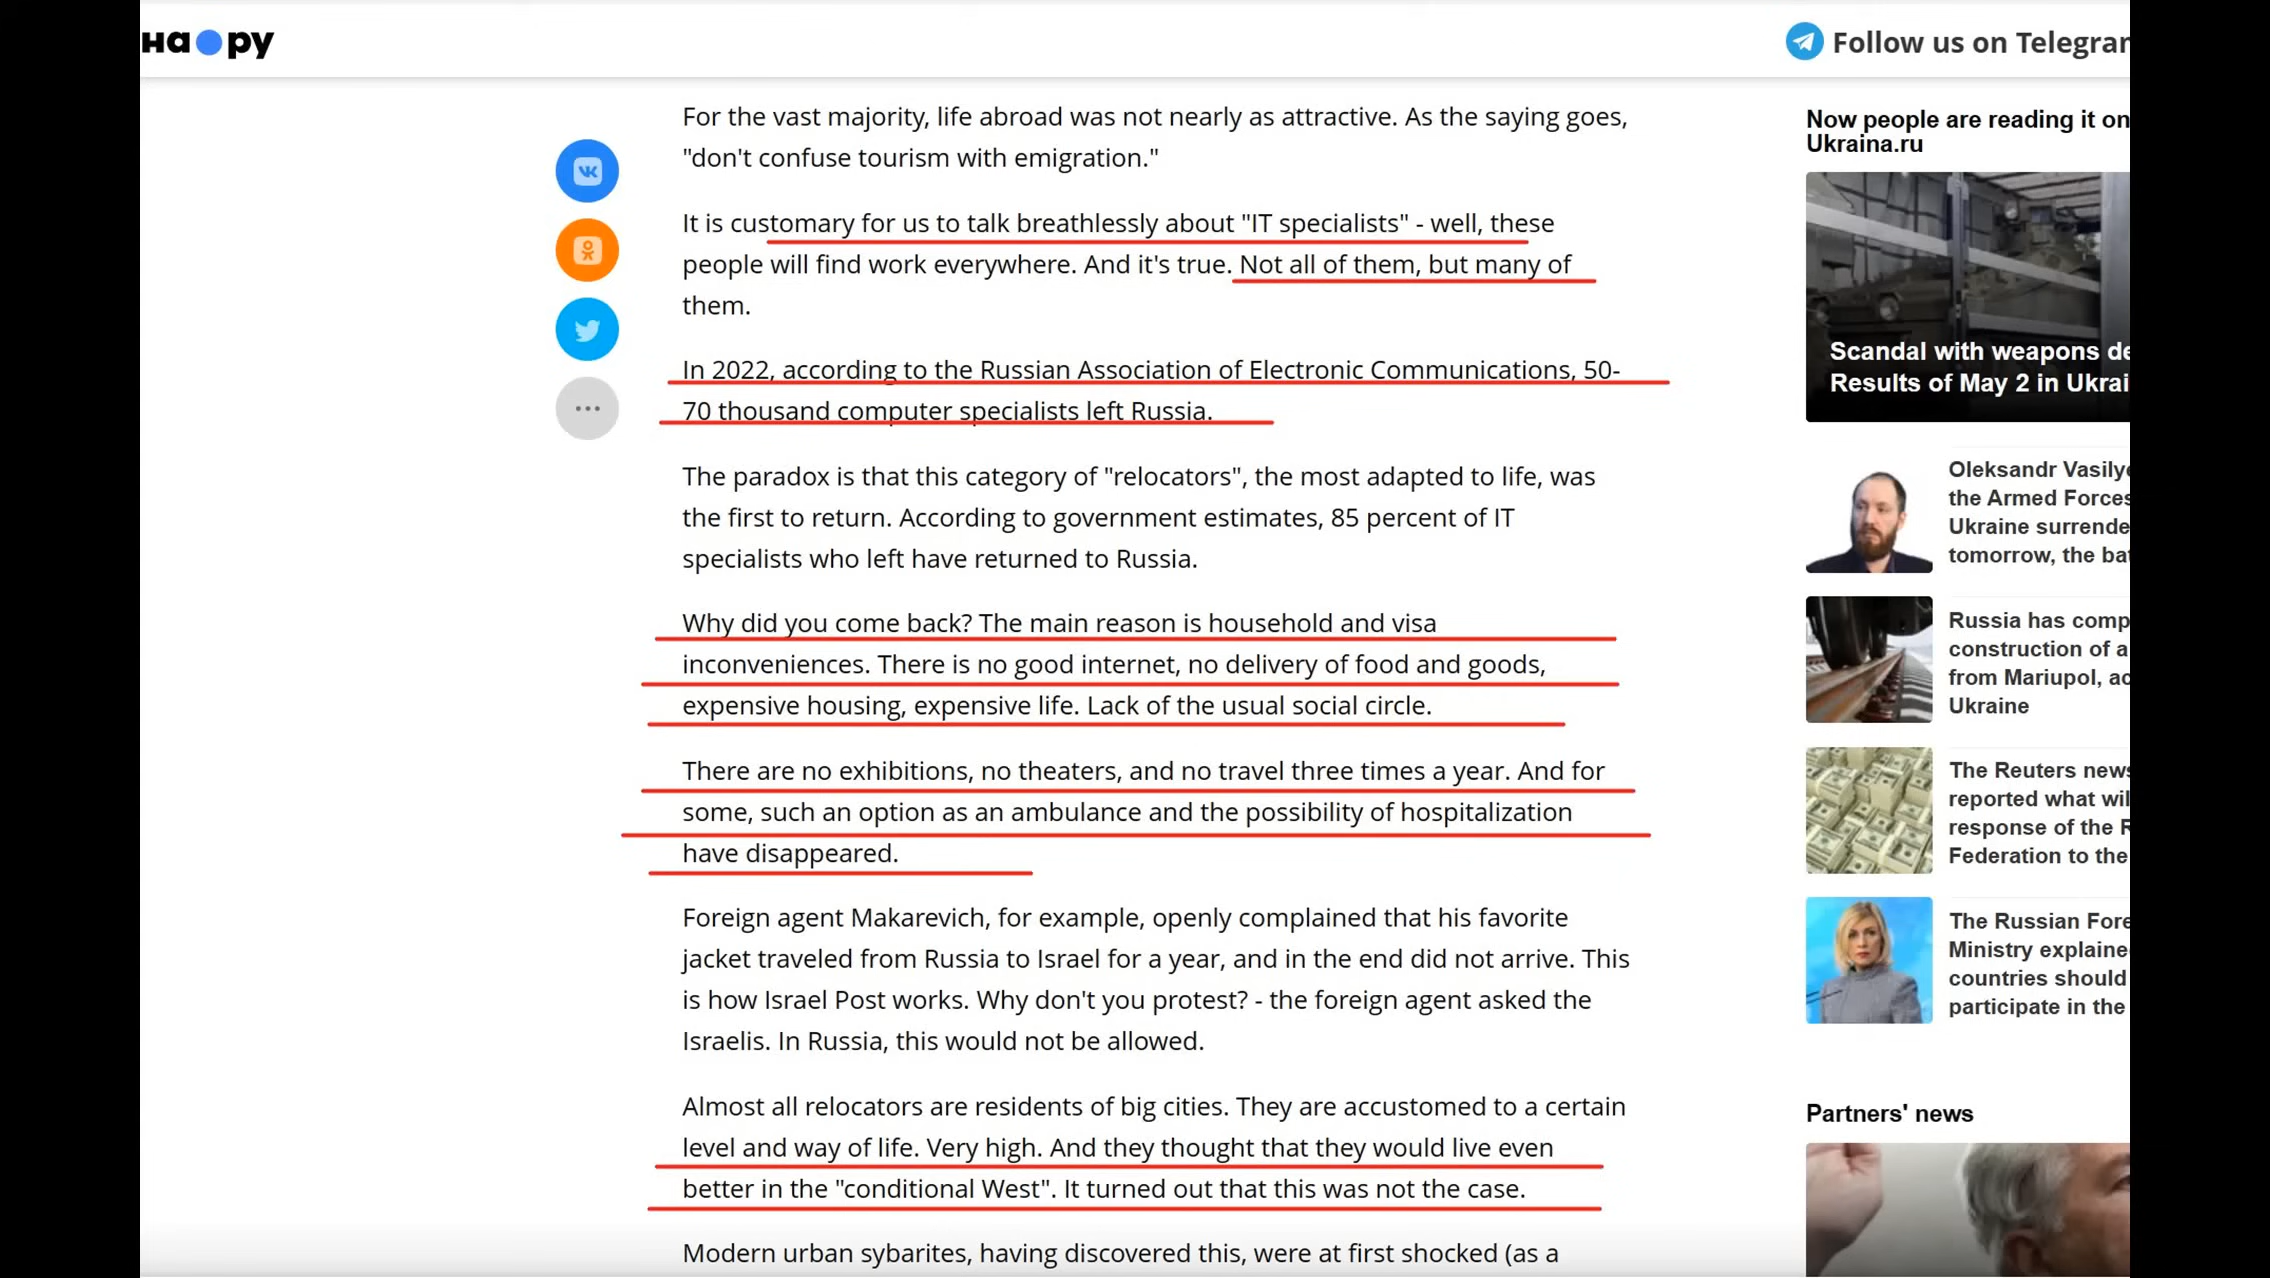 на ру
Follow us on Telegram
For the vast majority, life abroad was not nearly as attractive. As the saying goes,
"don't confuse tourism with emigration."
It is customary for us to talk breathlessly about "IT specialists" - well, these
people will find work everywhere. And it's true. Not all of them, but many of
them.
In 2022, according to the Russian Association of Electronic Communications, 50-
70 thousand computer specialists left Russia.
The paradox is that this category of "relocators", the most adapted to life, was
the first to return. According to government estimates, 85 percent of IT
specialists who left have returned to Russia.
Why did you come back? The main reason is household and visa
inconveniences. There is no good internet, no delivery of food and goods,
expensive housing, expensive life. Lack of the usual social circle.
There are no exhibitions, no theaters, and no travel three times a year. And for
some, such an option as an ambulance and the possibility of hospitalization
have disappeared.
Foreign agent Makarevich, for example, openly complained that his favorite
jacket traveled from Russia to Israel for a year, and in the end did not arrive. This
is how Israel Post works. Why don't you protest? - the foreign agent asked the
Israelis. In Russia, this would not be allowed.
Almost all relocators are residents of big cities. They are accustomed to a certain
level and way of life. Very high. And they thought that they would live even
better in the "conditional West". It turned out that this was not the case.
Modern urban sybarites, having discovered this, were at first shocked (as a
Now people are reading it on
Ukraina.ru
Scandal with weapons de
Results of May 2 in Ukrai
Oleksandr Vasilye
the Armed Forces
Ukraine surrende
tomorrow, the bat
Russia has comp
construction of a
from Mariupol, ac
Ukraine
The Reuters news
reported what wil
response of the R
Federation to the
The Russian Fore
Ministry explaine
countries should
participate in the
Partners' news